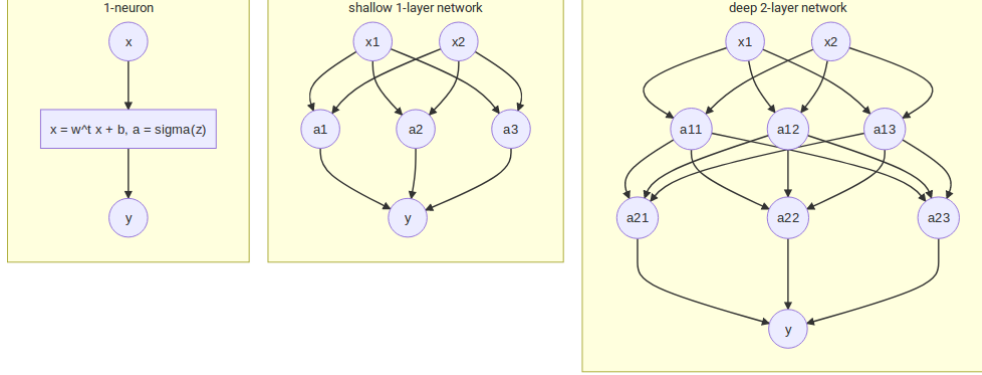 1-neuron
x
x = w^t x + b, a = sigma(z)
y
shallow 1-layer network
x1 x2
a1 a2 a3
y
deep 2-layer network
x1 x2
a11 a12 a13
a21 a22 a23
y